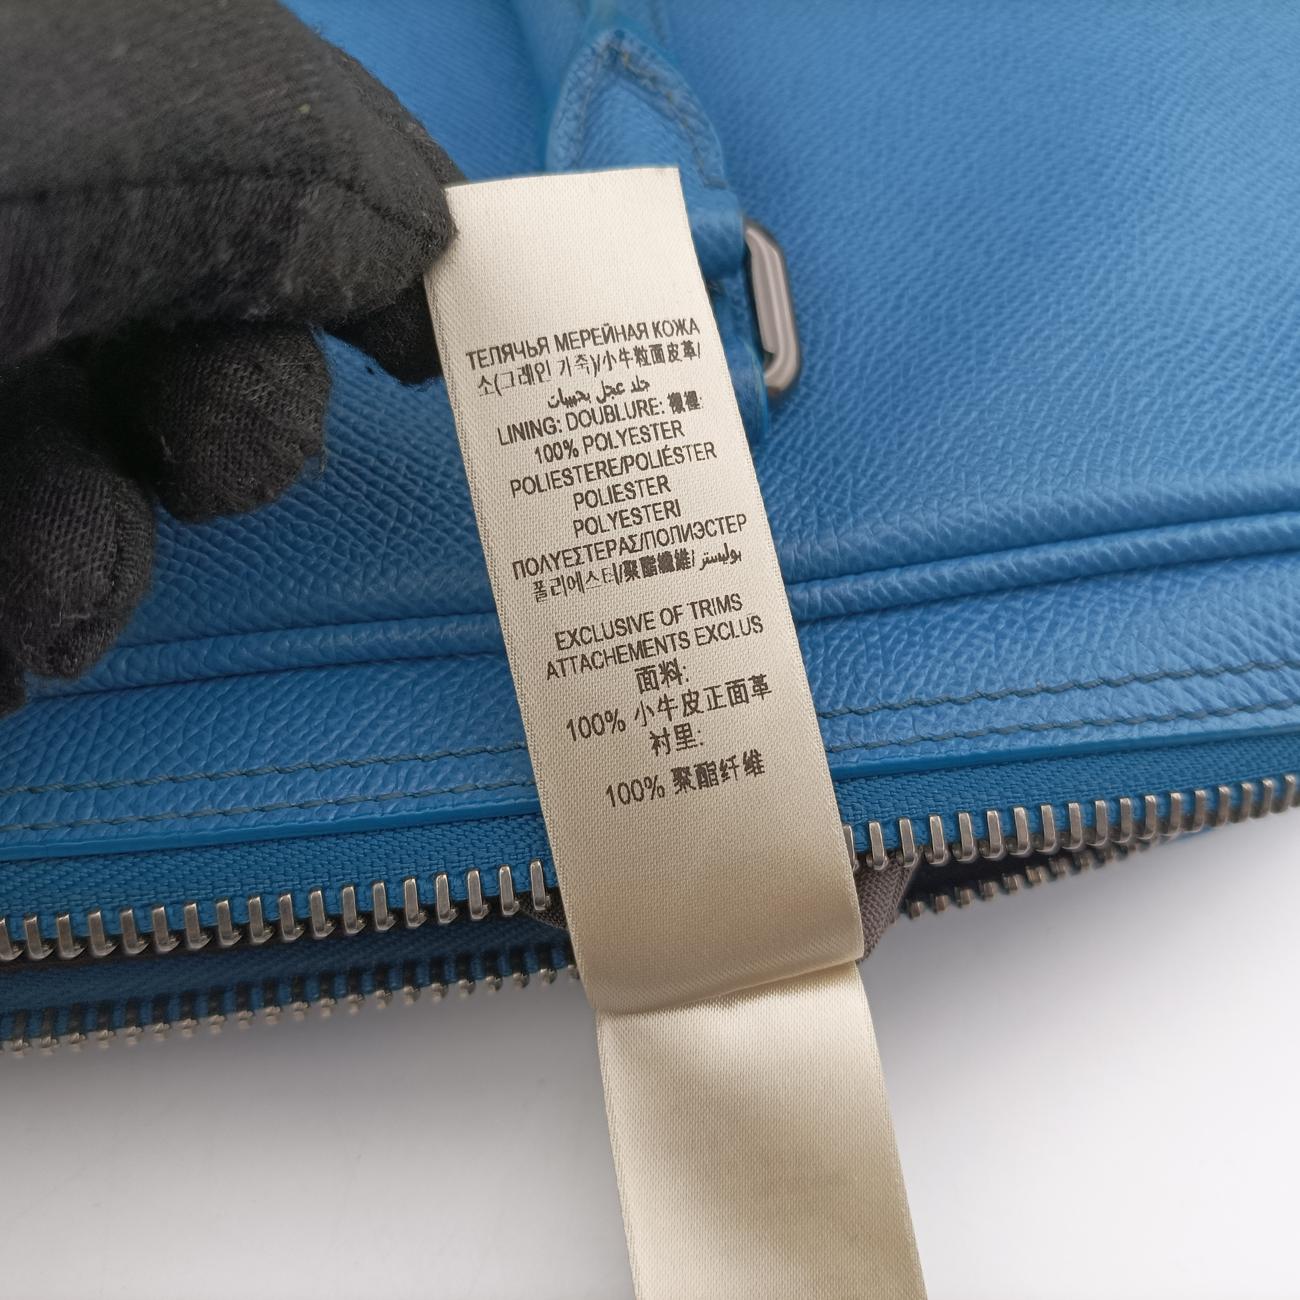 ТЕЛЯЧЬЯ МЕРЕЙНАЯ КОЖА
소(그레인 가죽)/小牛粒面皮革/
جلد عجل بحبيبات
LINING: DOUBLURE: 襯裡:
100% POLYESTER
POLIESTERE/POLIÉSTER
POLIESTER
POLYESTERI
ΠΟΛΥΕΣΤΕΡΑΣ/ПОЛИЭСТЕР
폴리에스터/聚酯纖維/ بوليستر
EXCLUSIVE OF TRIMS
ATTACHEMENTS EXCLUS
面料:
100% 小牛皮正面革
衬里:
100% 聚酯纤维